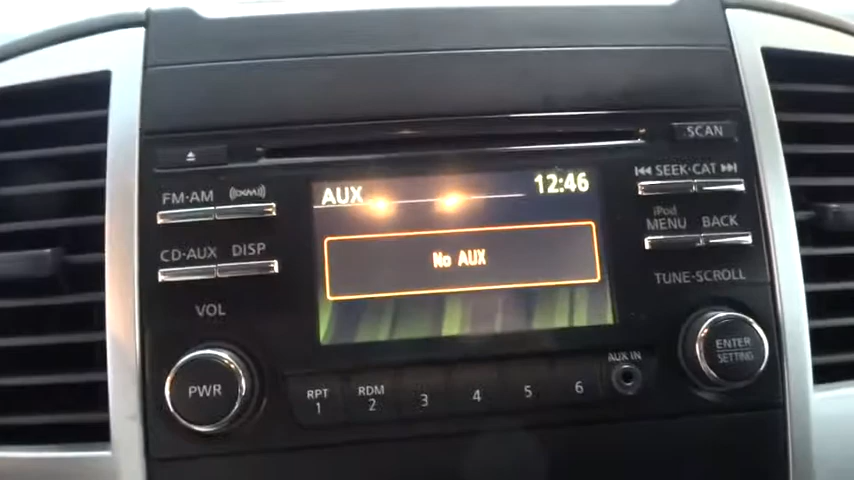 SCAN
FM·AM
(XM)
AUX
12:46
SEEK·CAT
iPod
MENU
BACK
CD·AUX
DISP
No AUX
TUNE·SCROLL
VOL
PWR
ENTER
SETTING
AUX IN
RPT
1
RDM
2
3
4
5
6